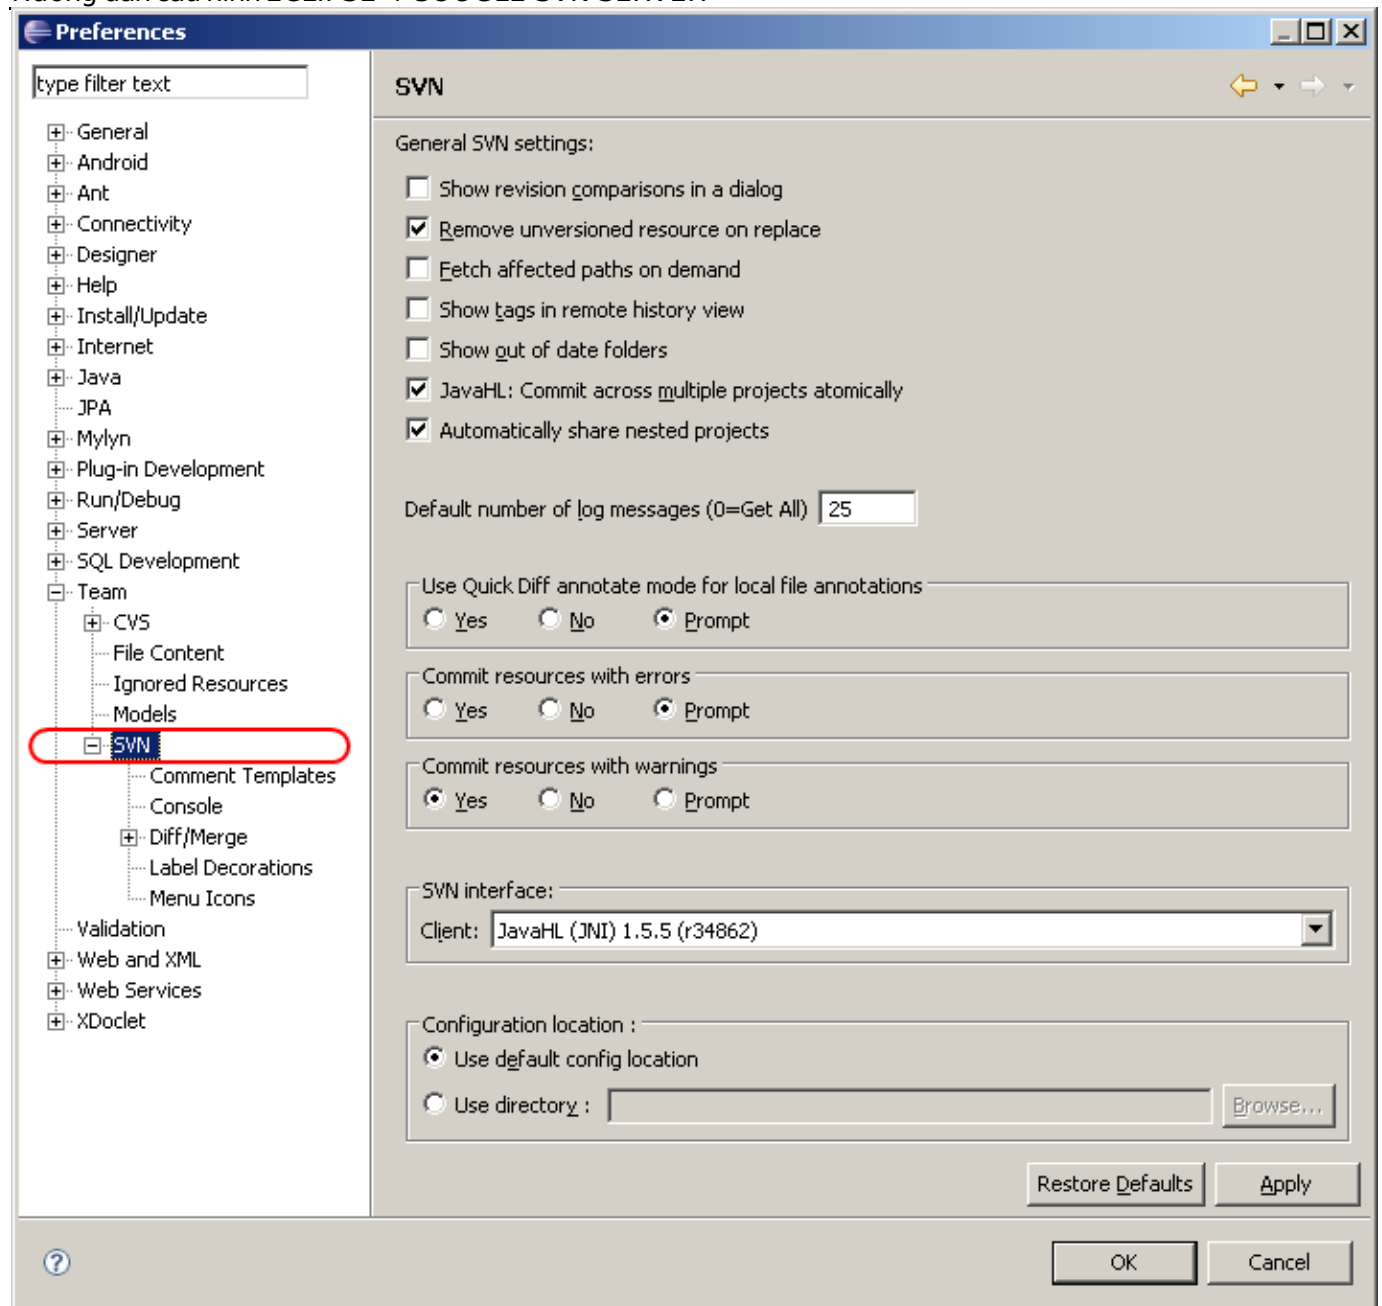 Preferences
type filter text
SVN
General
Android
Ant
Connectivity
Designer
Help
Install/Update
Internet
Java
JPA
Mylyn
Plug-in Development
Run/Debug
Server
SQL Development
Team
CVS
File Content
Ignored Resources
Models
SVN
Comment Templates
Console
Diff/Merge
Label Decorations
Menu Icons
Validation
Web and XML
Web Services
XDoclet
General SVN settings:
Show revision comparisons in a dialog
Remove unversioned resource on replace
Fetch affected paths on demand
Show tags in remote history view
Show out of date folders
JavaHL: Commit across multiple projects atomically
Automatically share nested projects
Default number of log messages (0=Get All) 25
Use Quick Diff annotate mode for local file annotations
Yes No Prompt
Commit resources with errors
Yes No Prompt
Commit resources with warnings
Yes No Prompt
SVN interface:
Client: JavaHL (JNI) 1.5.5 (r34862)
Configuration location :
Use default config location
Use directory : Browse...
Restore Defaults Apply
OK Cancel